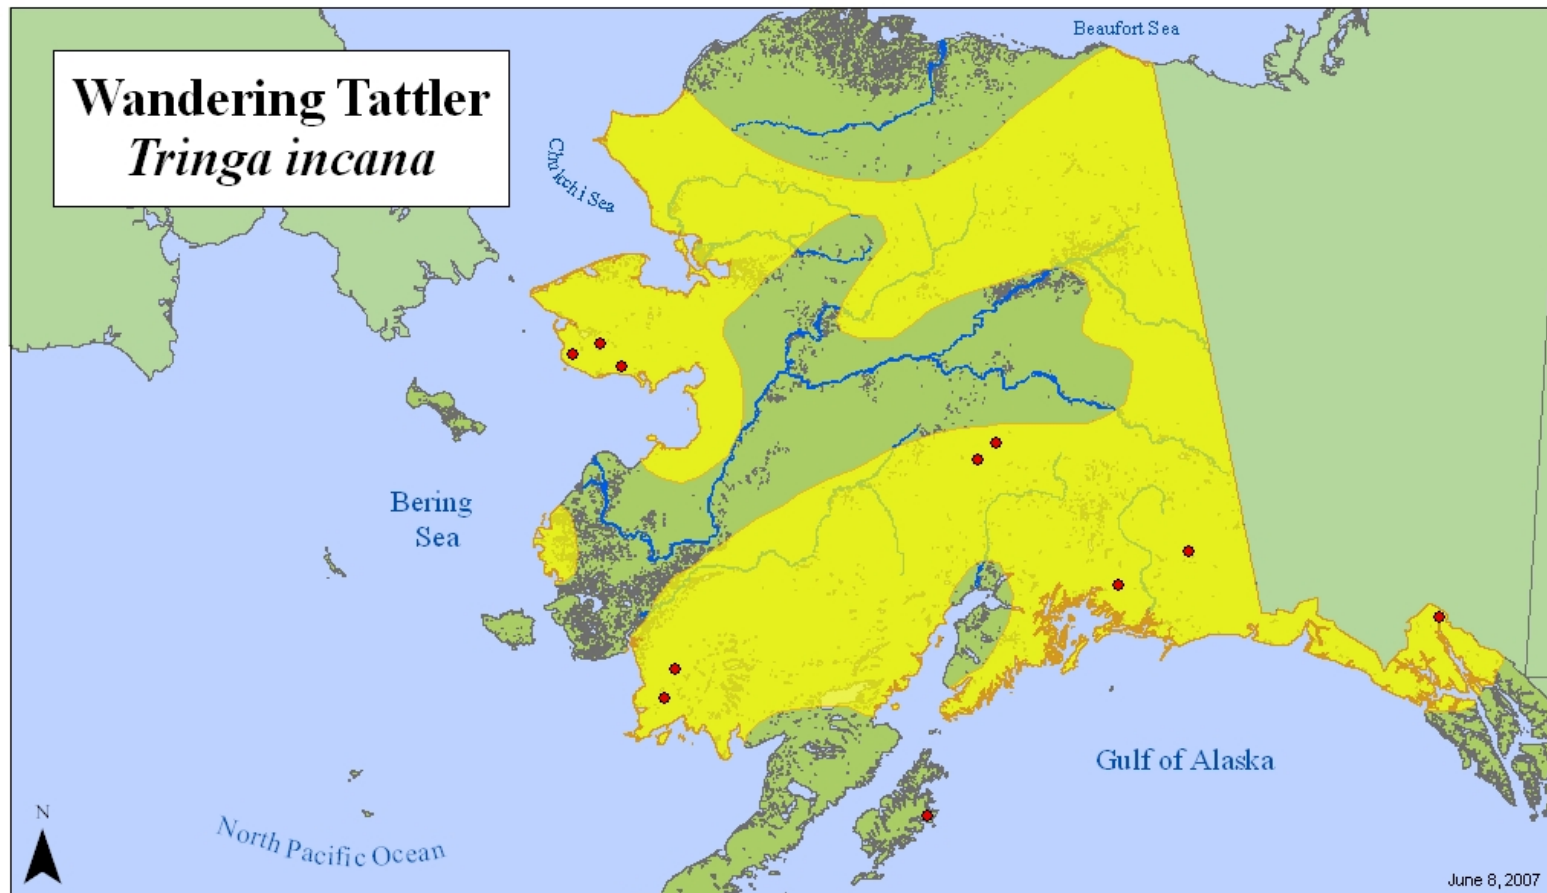 Wandering Tattler
Tringa incana
Beaufort Sea
Chukchi Sea
Bering
Sea
Gulf of Alaska
N
North Pacific Ocean
June 8, 2007